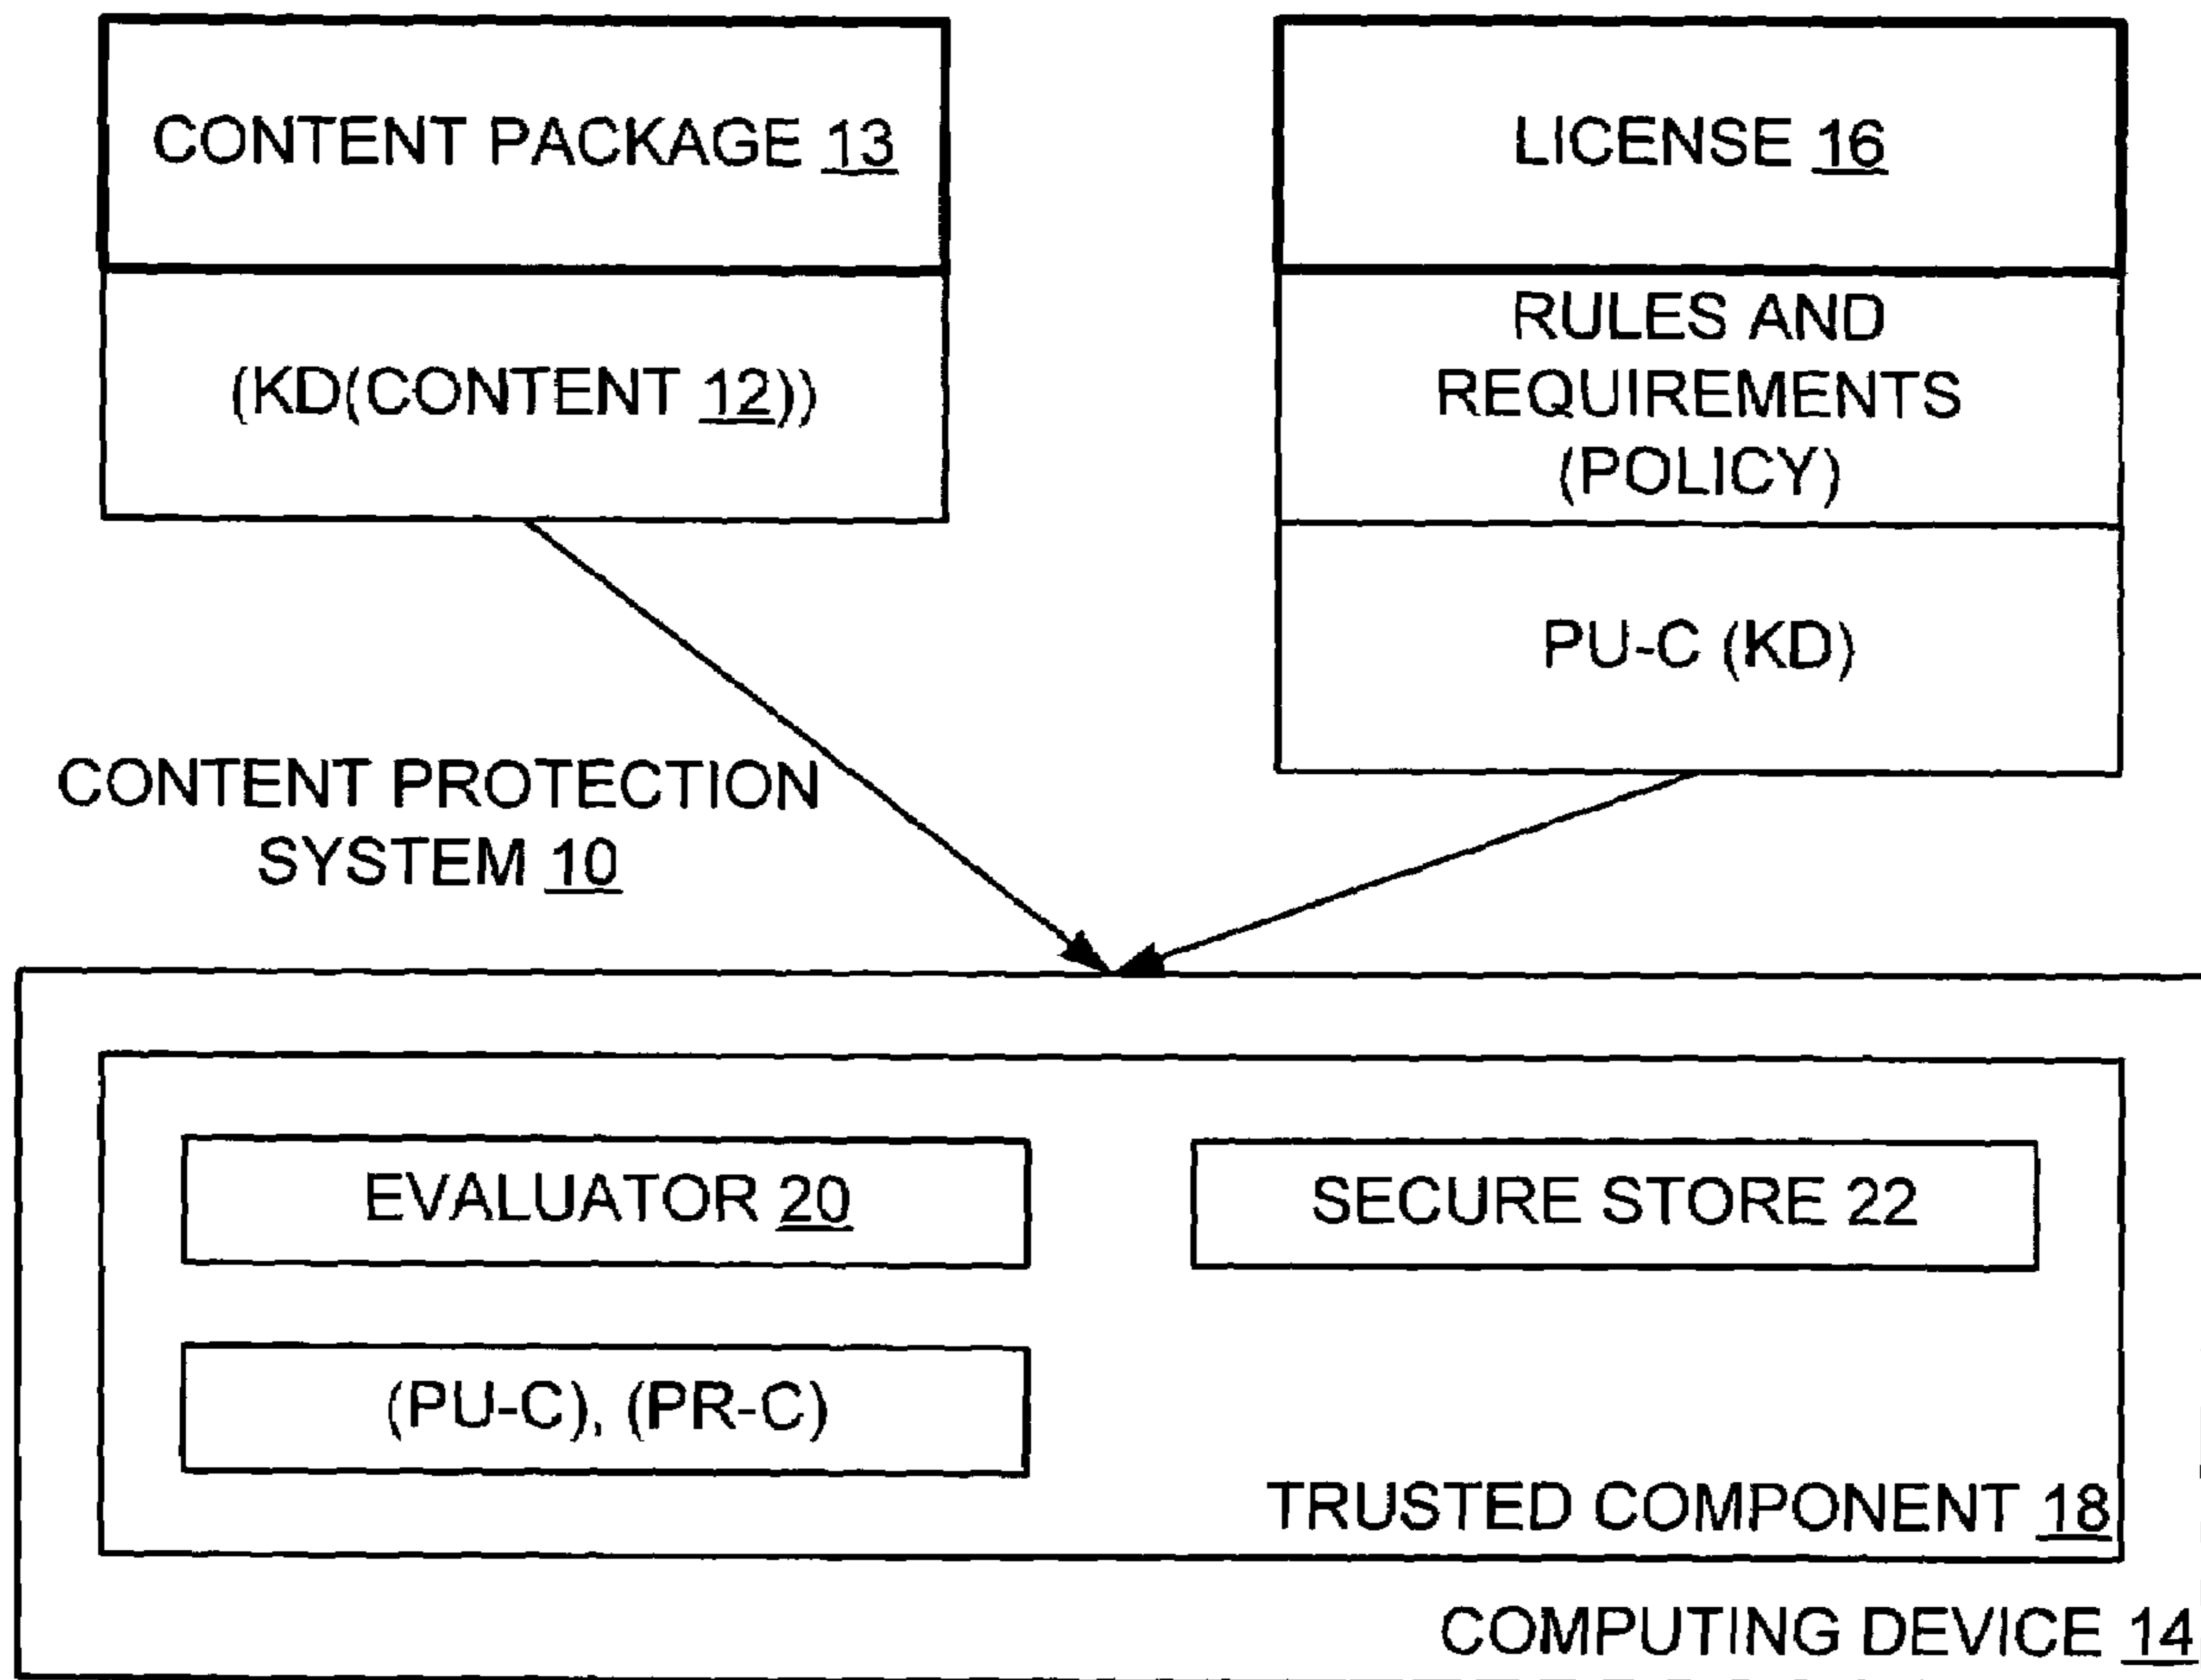 CONTENT PACKAGE 13
(KD(CONTENT 12))
LICENSE 16
RULES AND
REQUIREMENTS
(POLICY)
PU-C (KD)
CONTENT PROTECTION
SYSTEM 10
EVALUATOR 20
SECURE STORE 22
(PU-C), (PR-C)
TRUSTED COMPONENT 18
COMPUTING DEVICE 14